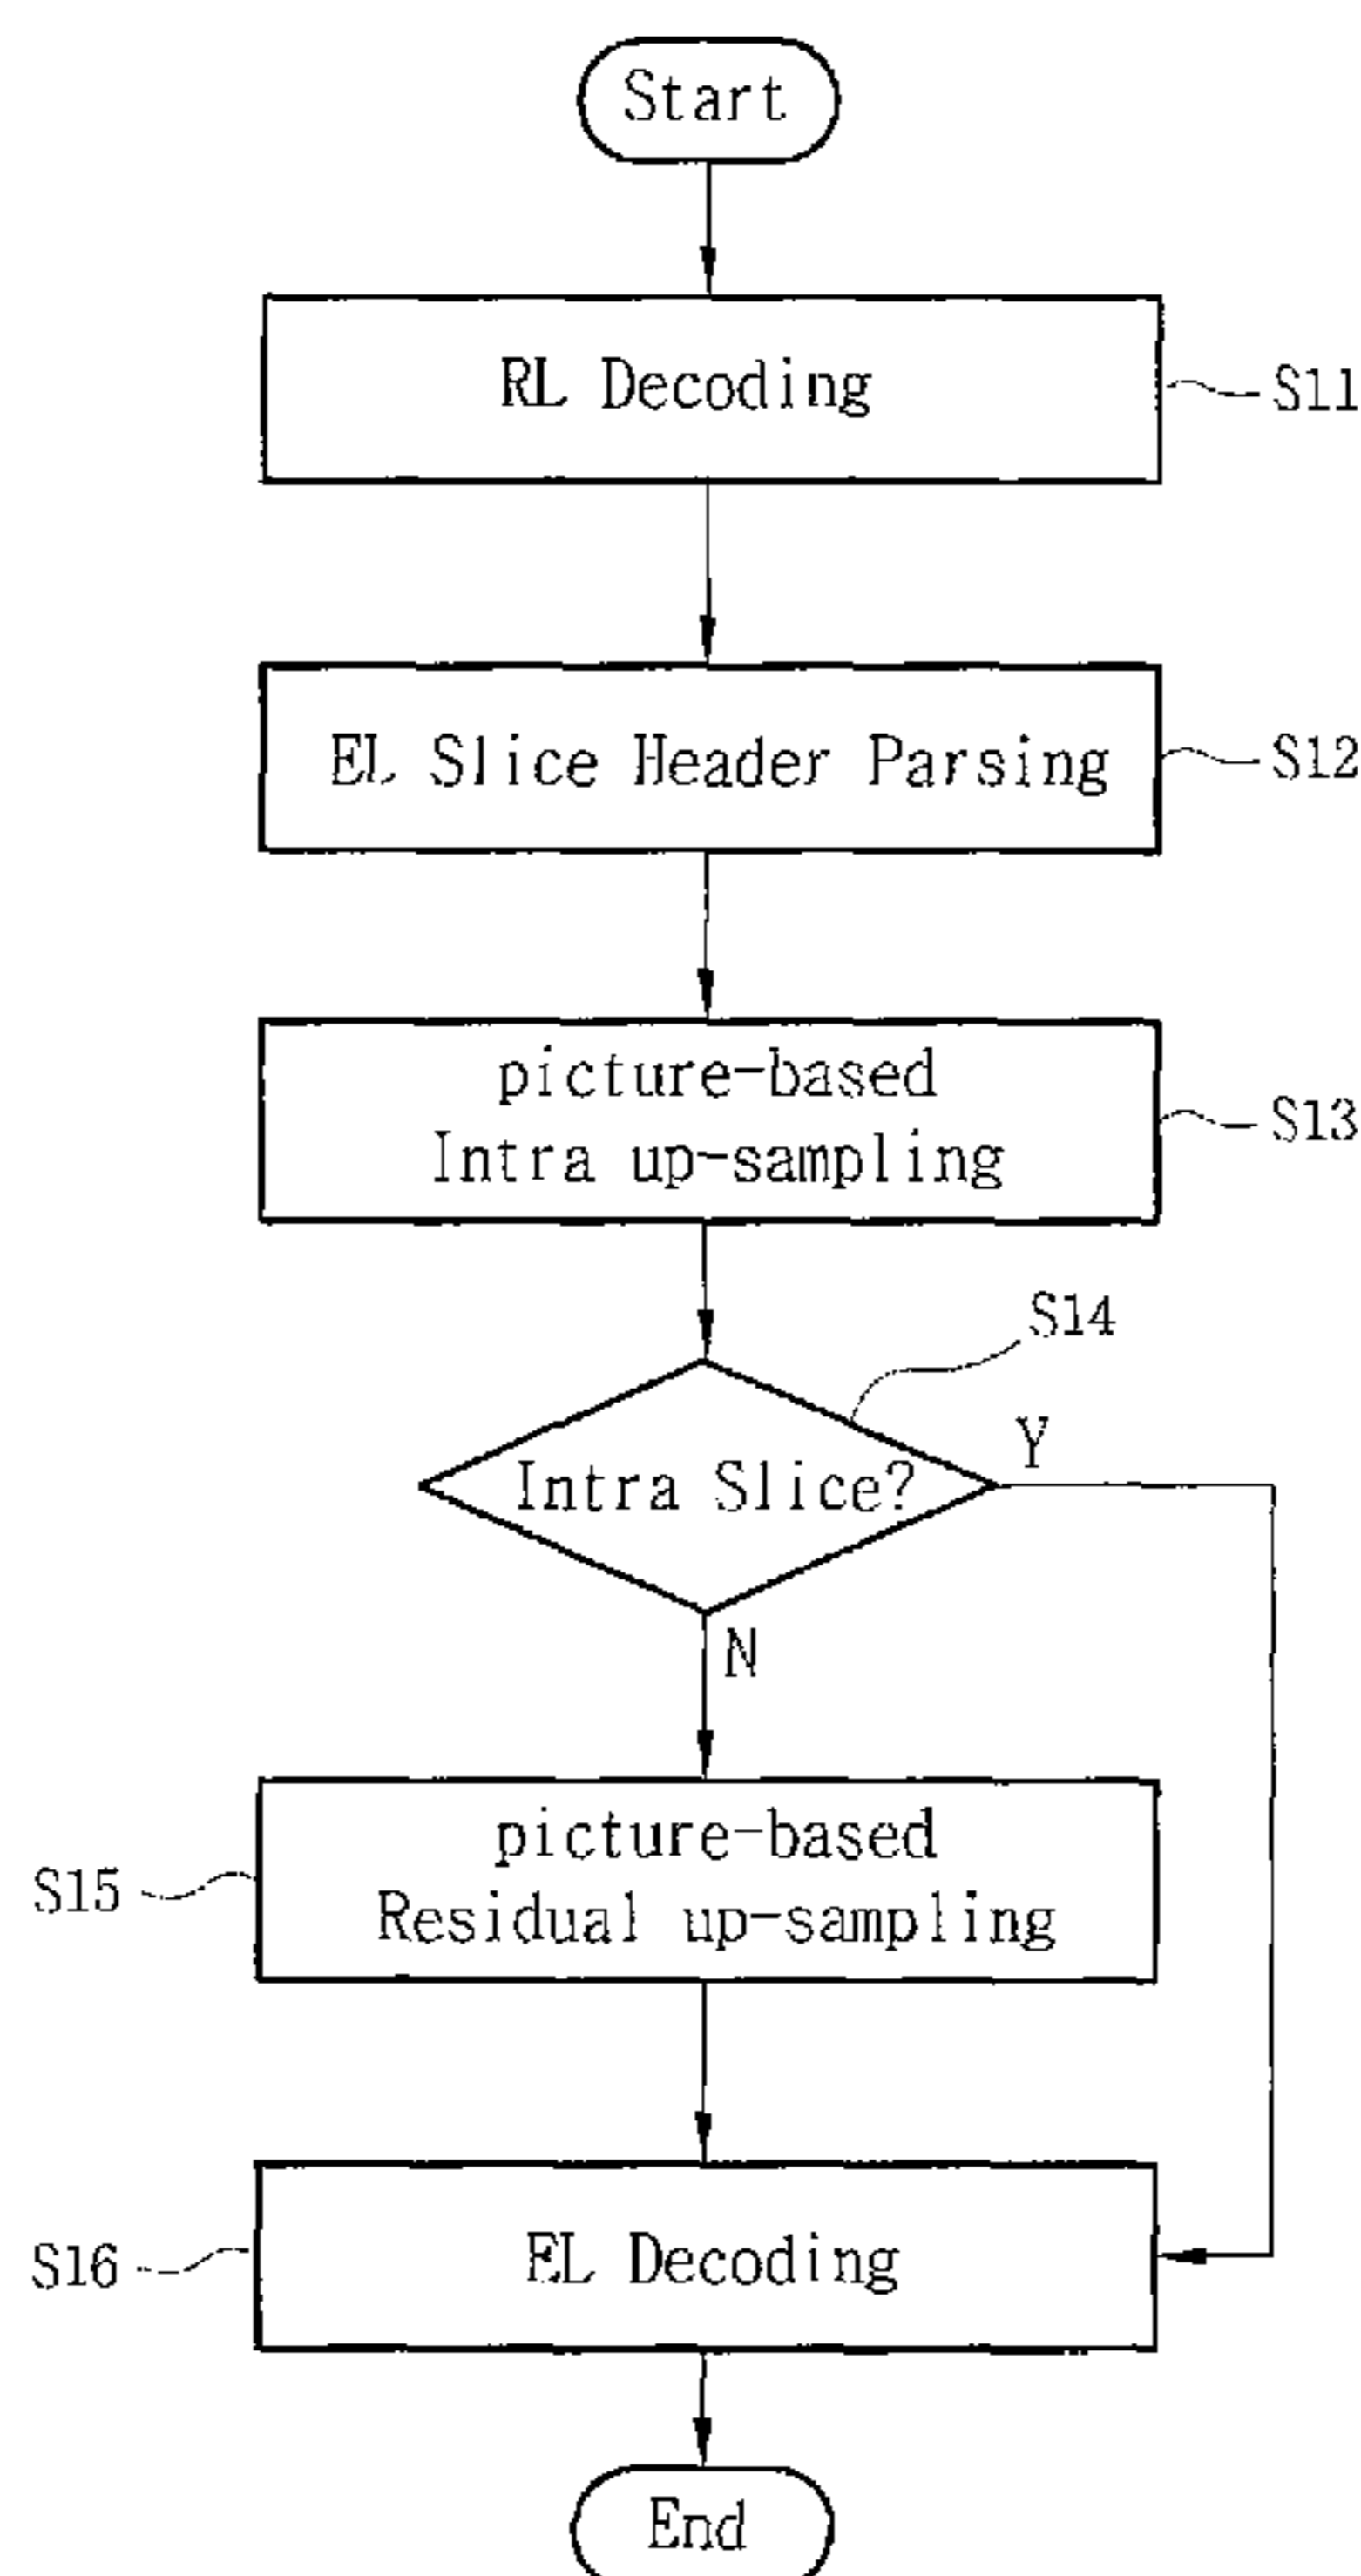 Start
RL Decoding
S11
EL Slice Header Parsing
S12
picture-based
Intra up-sampling
S13
S14
Intra Slice?
Y
N
picture-based
Residual up-sampling
S15
EL Decoding
S16
End